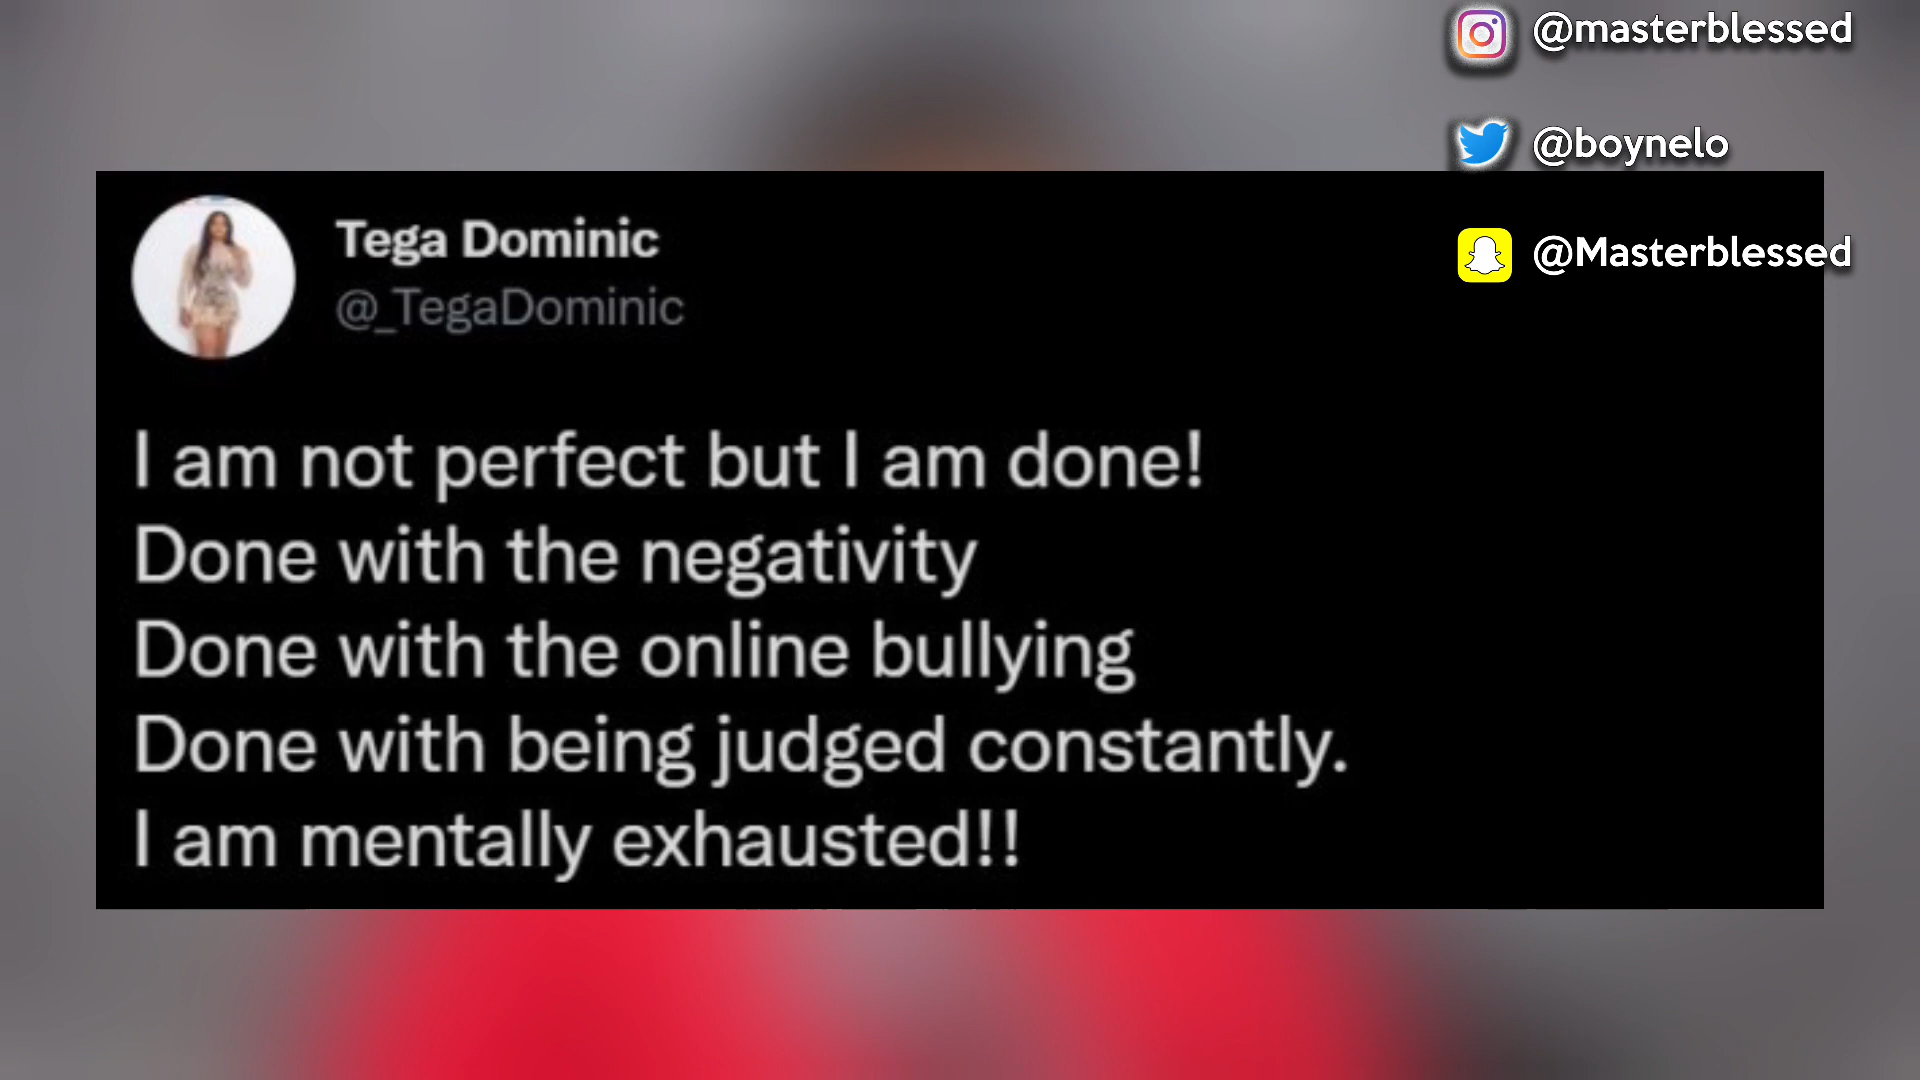 @masterblessed
@boynelo
@Masterblessed
Tega Dominic
@_TegaDominic
I am not perfect but I am done!
Done with the negativity
Done with the online bullying
Done with being judged constantly.
I am mentally exhausted!!